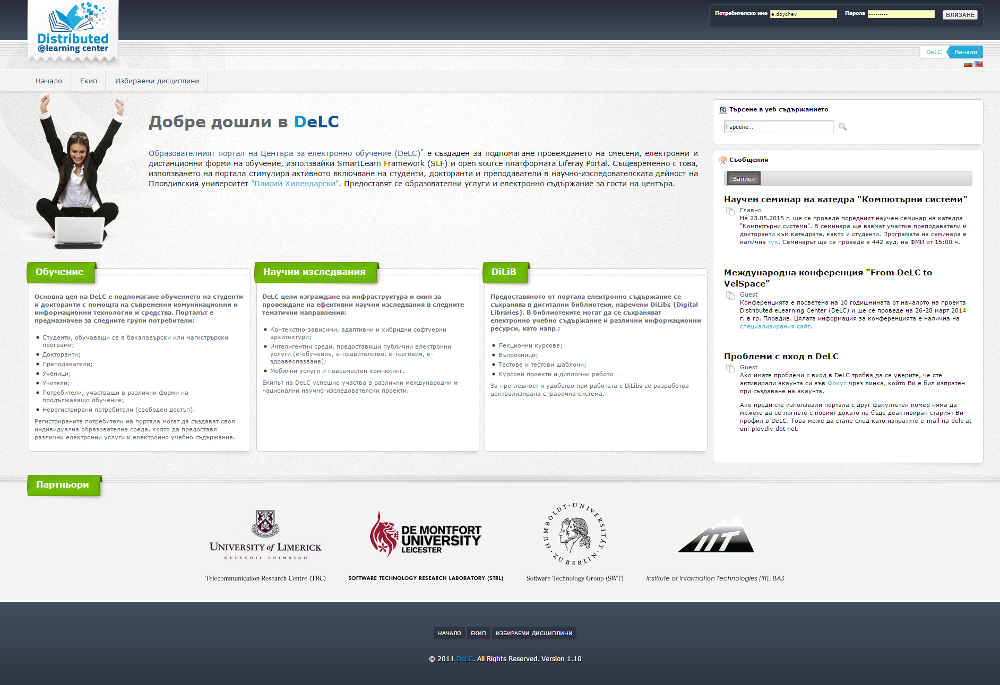 Distributed
@learning center
Потребителско име e.doychev Парола ········· ВЛИЗАНЕ
DeLC Начало
Начало Екип Избираеми дисциплини
Добре дошли в DeLC
Образователният портал на Центъра за електронно обучение (DeLC)* е създаден за подпомагане провеждането на смесени, електронни и
дистанционни форми на обучение, използвайки SmartLearn Framework (SLF) и open source платформата Liferay Portal. Същевременно с това,
използването на портала стимулира активното включване на студенти, докторанти и преподаватели в научно-изследователската дейност на
Пловдивския университет "Паисий Хилендарски". Предоставят се образователни услуги и електронно съдържание за гости на центъра.
Търсене в уеб съдържанието
Търсене...
Съобщения
Записи
Научен семинар на катедра "Компютърни системи"
Главно
На 23.05.2015 г. ще се проведе поредният научен семинар на катедра
"Компютърни системи". В семинара ще вземат участие преподаватели и
докторанти към катедрата, както и студенти. Програмата на семинара е
налична тук. Семинарът ще се проведе в 442 ауд. на ФМИ от 15:00 ч.
Международна конференция "From DeLC to
VelSpace"
Guest
Конференцията е посветена на 10 годишнината от началото на проекта
Distributed eLearning Center (DeLC) и ще се проведе на 26-28 март 2014
г. в гр. Пловдив. Цялата информация за конференцията е налична на
специализирания сайт.
Проблеми с вход в DeLC
Guest
Ако имате проблеми с вход в DeLC трябва да се уверите, че сте
активирали акаунта си във Фокус чрез линка, който Ви е бил изпратен
при създаване на акаунта.
Ако преди сте използвали портала с друг факултетен номер няма да
можете да се логнете с новият докато не бъде деактивиран старият Ви
профил в DeLC. Това може да стане след като изпратите e-mail на delc at
uni-plovdiv dot net.
Обучение
Основна цел на DeLC е подпомагане обучението на студенти
и докторанти с помощта на съвременни комуникационни и
информационни технологии и средства. Порталът е
предназначен за следните групи потребители:
Студенти, обучаващи се в бакалавърски или магистърски
програми;
Докторанти;
Преподаватели;
Ученици;
Учители;
Потребители, участващи в различни форми на
продължаващо обучение;
Нерегистрирани потребители (свободен достъп).
Регистрираните потребители на портала могат да създават своя
индивидуална образователна среда, която да предоставя
различни електронни услуги и електронно учебно съдържание.
Научни изследвания
DeLC цели изграждане на инфраструктура и екип за
провеждане на ефективни научни изследвания в следните
тематични направления:
Контекстно-зависими, адаптивни и хибридни софтуерни
архитектури;
Интелигентни среди, предоставящи публични електронни
услуги (е-обучение, е-правителство, е-търговия, е-
здравеопазване);
Мобилни услуги и повсеместен компютинг.
Екипът на DeLC успешно участва в различни международни и
национални научно-изследователски проекти.
DiLiB
Предоставяното от портала електронно съдържание се
съхранява в дигитални библиотеки, наречени DiLibs (Digital
Libraries). В библиотеките могат да се съхраняват
електронно учебно съдържание и различни информационни
ресурси, като напр.:
Лекционни курсове;
Въпросници;
Тестове и тестови шаблони;
Курсови проекти и дипломни работи
За прегледност и удобство при работата с DiLibs се разработва
централизирана справочна система.
Партньори
UNIVERSITY of LIMERICK
OLLSCOIL LUIMNIGH
Telecommunication Research Centre (TRC)
DE MONTFORT
UNIVERSITY
LEICESTER
SOFTWARE TECHNOLOGY RESEARCH LABORATORY (STRL)
HUMBOLDT-UNIVERSITÄT · ZU BERLIN ·
Software Technology Group (SWT)
IIT
Institute of Information Technologies (IIT), BAS
НАЧАЛО ЕКИП ИЗБИРАЕМИ ДИСЦИПЛИНИ
© 2011 DeLC. All Rights Reserved. Version 1.10